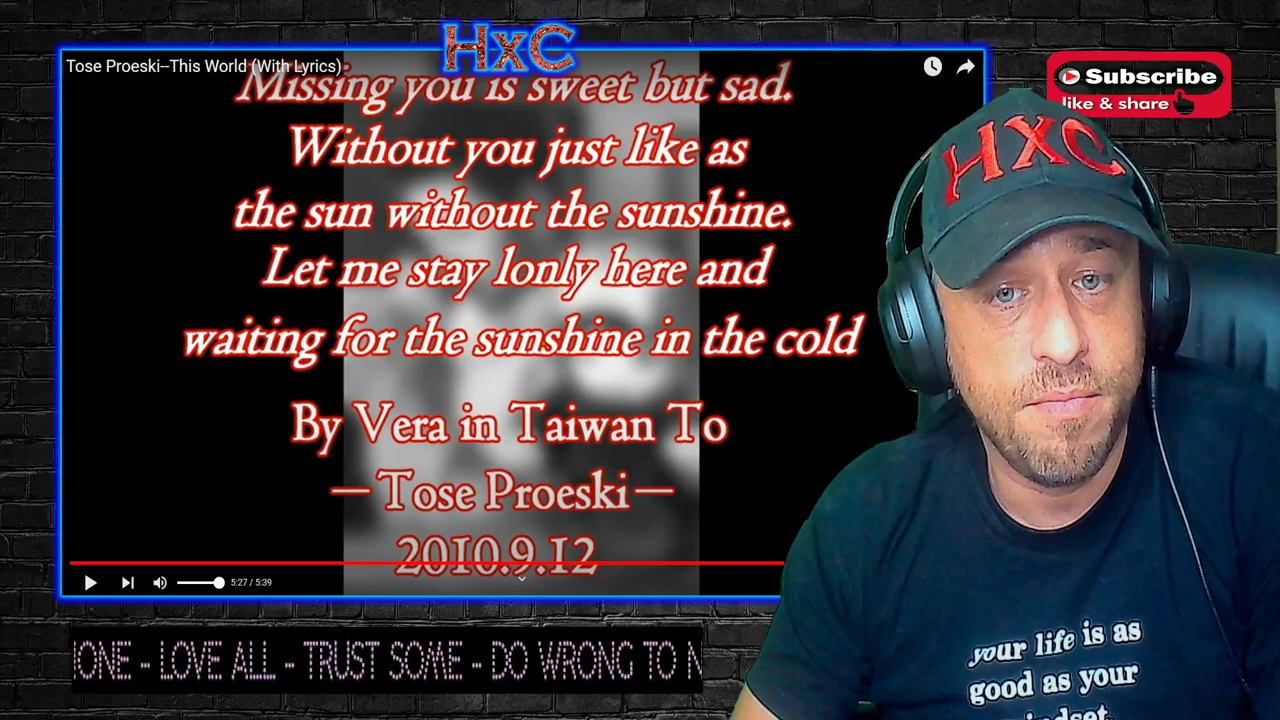 HxC
Tose Proeski--This World (With Lyrics)
Missing you is sweet but sad.
Without you just like as
the sun without the sunshine.
Let me stay lonly here and
waiting for the sunshine in the cold
By Vera in Taiwan To
—Tose Proeski—
2010.9.12
5:27 / 5:39
Subscribe
like & share
HXC
ONE - LOVE ALL - TRUST SOME - DO WRONG TO N
your life is as
good as your
mindset